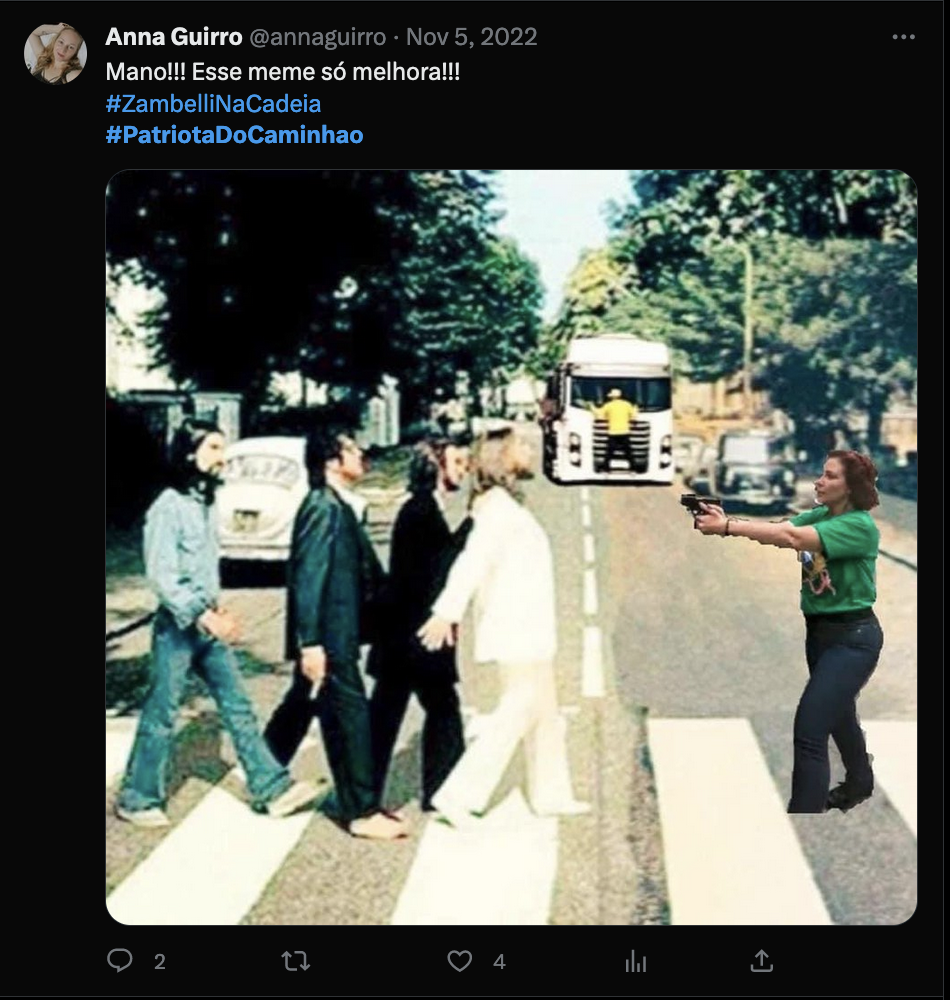 Anna Guirro @annaguirro · Nov 5, 2022
Mano!!! Esse meme só melhora!!!
#ZambelliNaCadeia
#PatriotaDoCaminhao
2
4